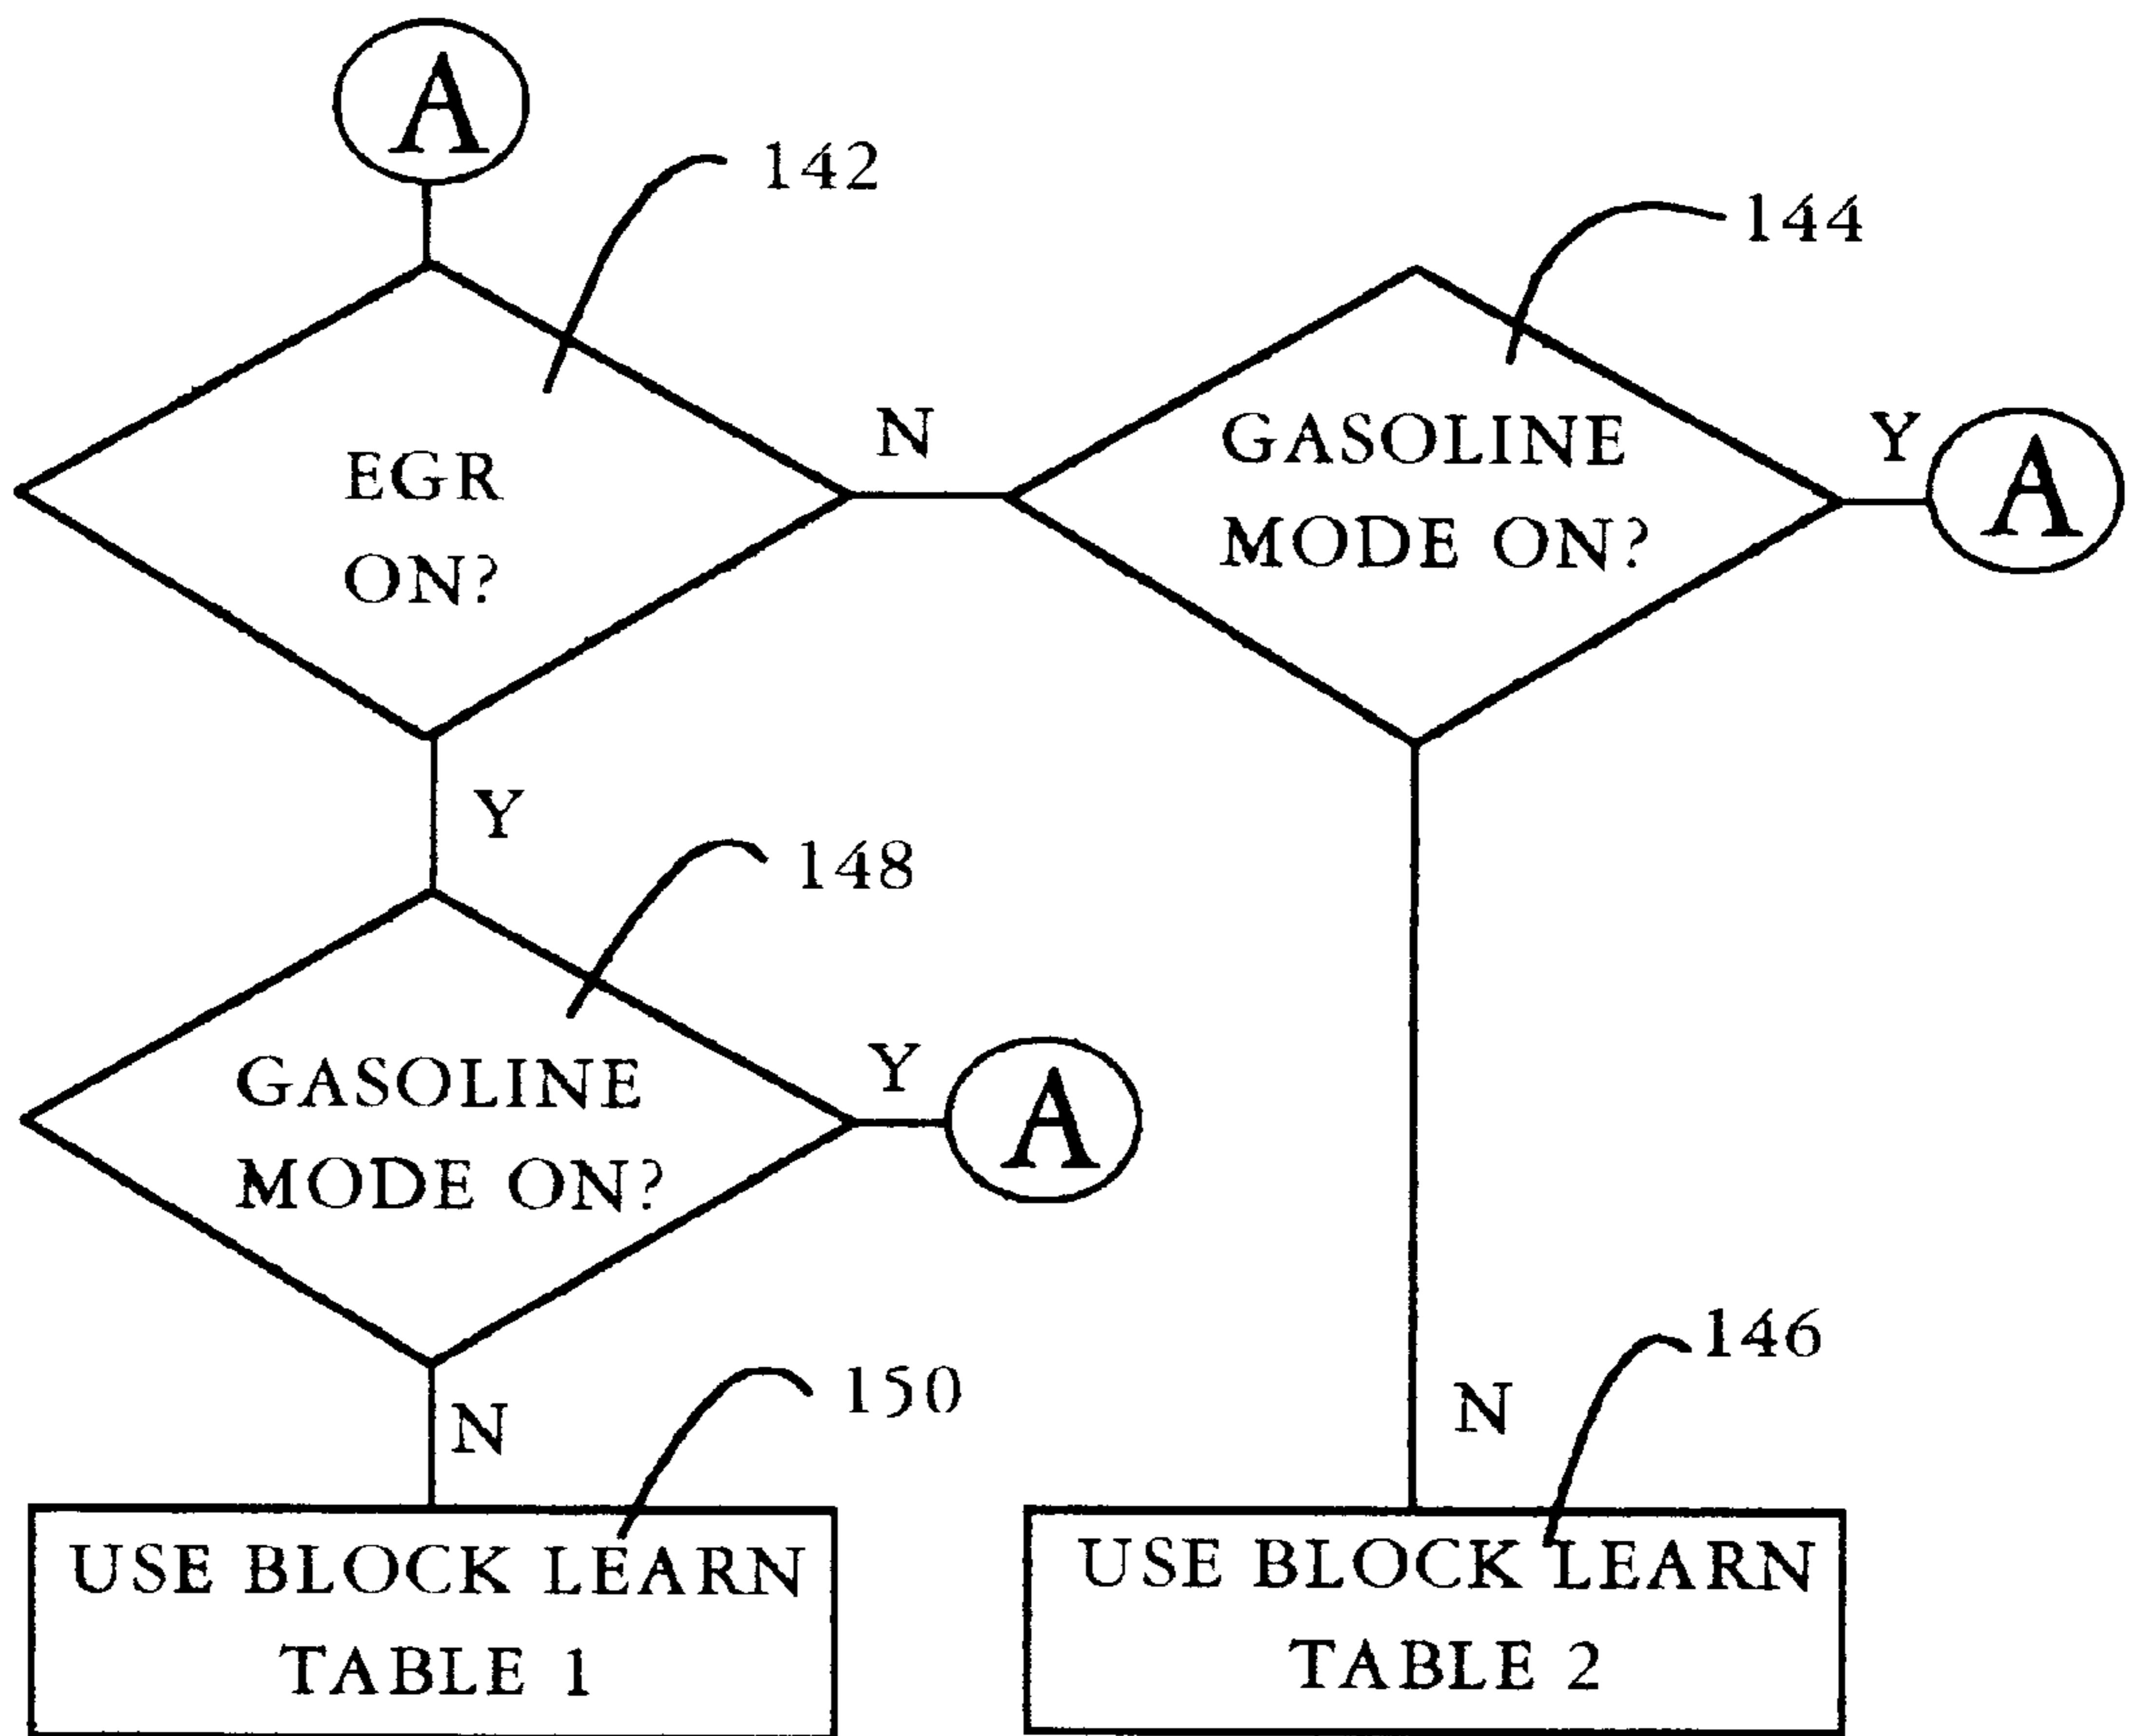 A
142
144
EGR
ON?
N
GASOLINE
MODE ON?
Y
A
Y
148
GASOLINE
MODE ON?
Y
A
N
150
N
146
USE BLOCK LEARN
TABLE 1
USE BLOCK LEARN
TABLE 2